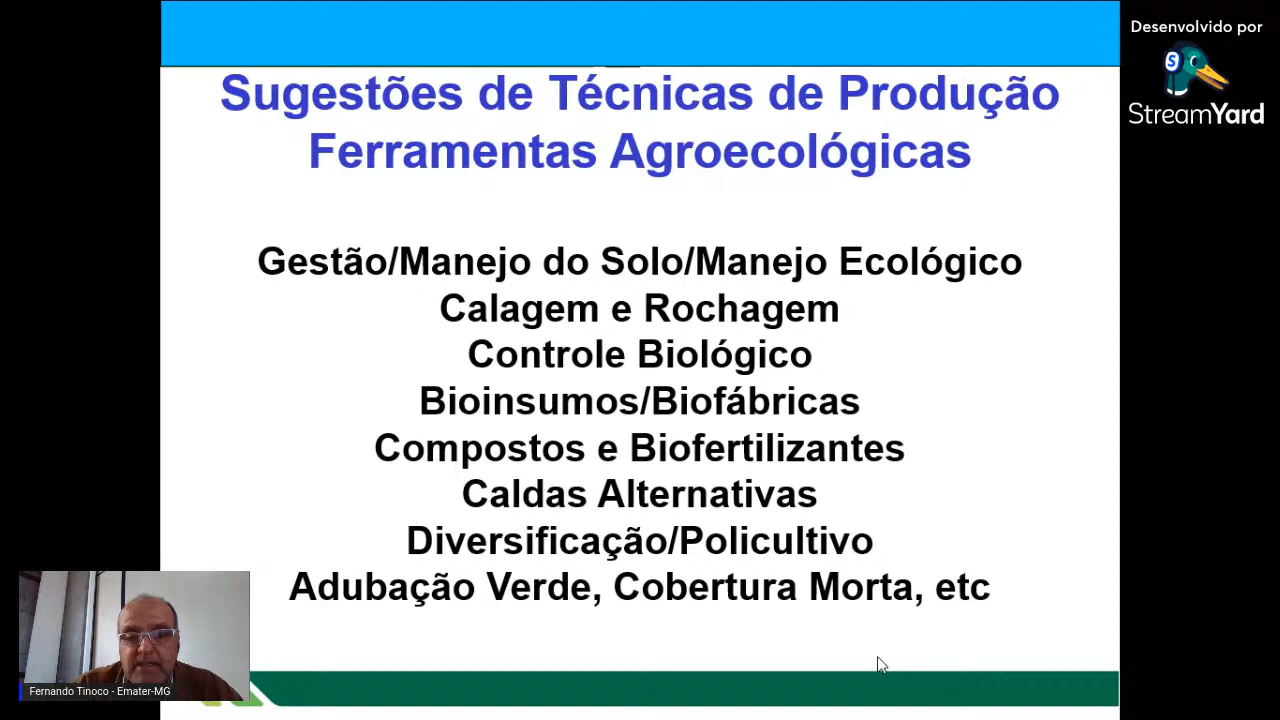 Desenvolvido por
StreamYard
Sugestões de Técnicas de Produção
Ferramentas Agroecológicas
Gestão/Manejo do Solo/Manejo Ecológico
Calagem e Rochagem
Controle Biológico
Bioinsumos/Biofábricas
Compostos e Biofertilizantes
Caldas Alternativas
Diversificação/Policultivo
Adubação Verde, Cobertura Morta, etc
Fernando Tinoco - Emater-MG